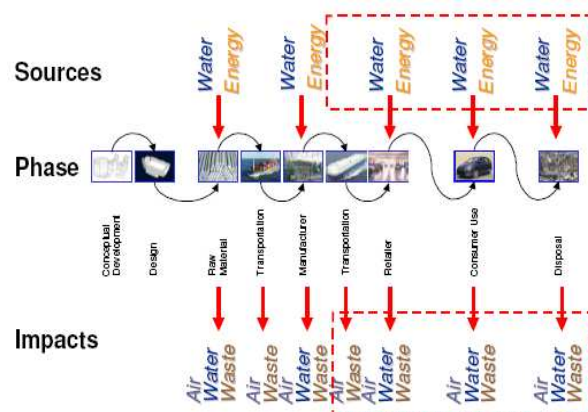 Water Energy
Water Energy
Water Energy
Water Energy
Water Energy
Sources
Phase
Conceptual
Development
Design
Raw
Material
Transportation
Manufacturer
Transportation
Retailer
Consumer Use
Disposal
Impacts
Air Water Waste
Air Waste
Air Water Waste
Air Waste
Air Water Waste
Air Water Waste
Air Water Waste